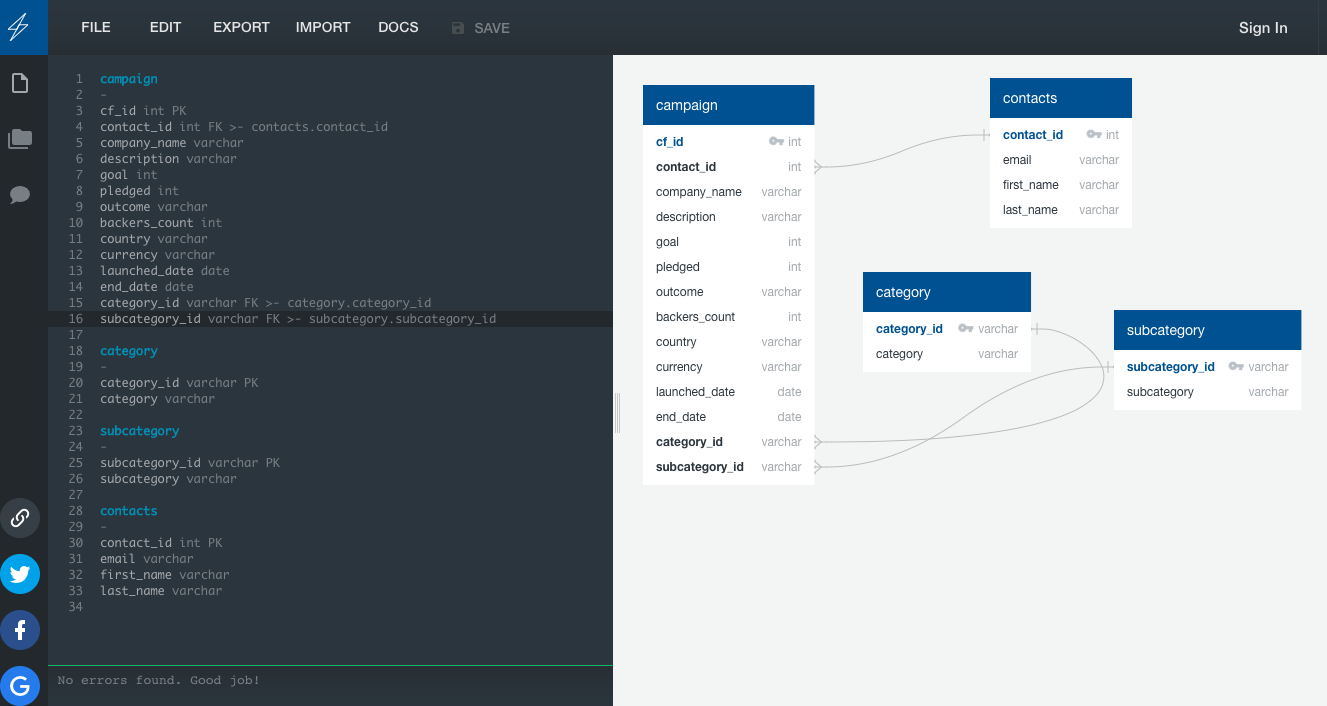 FILE EDIT EXPORT IMPORT DOCS SAVE Sign In
1 campaign
2 -
3 cf_id int PK
4 contact_id int FK >- contacts.contact_id
5 company_name varchar
6 description varchar
7 goal int
8 pledged int
9 outcome varchar
10 backers_count int
11 country varchar
12 currency varchar
13 launched_date date
14 end_date date
15 category_id varchar FK >- category.category_id
16 subcategory_id varchar FK >- subcategory.subcategory_id
17
18 category
19 -
20 category_id varchar PK
21 category varchar
22
23 subcategory
24 -
25 subcategory_id varchar PK
26 subcategory varchar
27
28 contacts
29 -
30 contact_id int PK
31 email varchar
32 first_name varchar
33 last_name varchar
34
No errors found. Good job!
campaign
cf_id int
contact_id int
company_name varchar
description varchar
goal int
pledged int
outcome varchar
backers_count int
country varchar
currency varchar
launched_date date
end_date date
category_id varchar
subcategory_id varchar
contacts
contact_id int
email varchar
first_name varchar
last_name varchar
category
category_id varchar
category varchar
subcategory
subcategory_id varchar
subcategory varchar